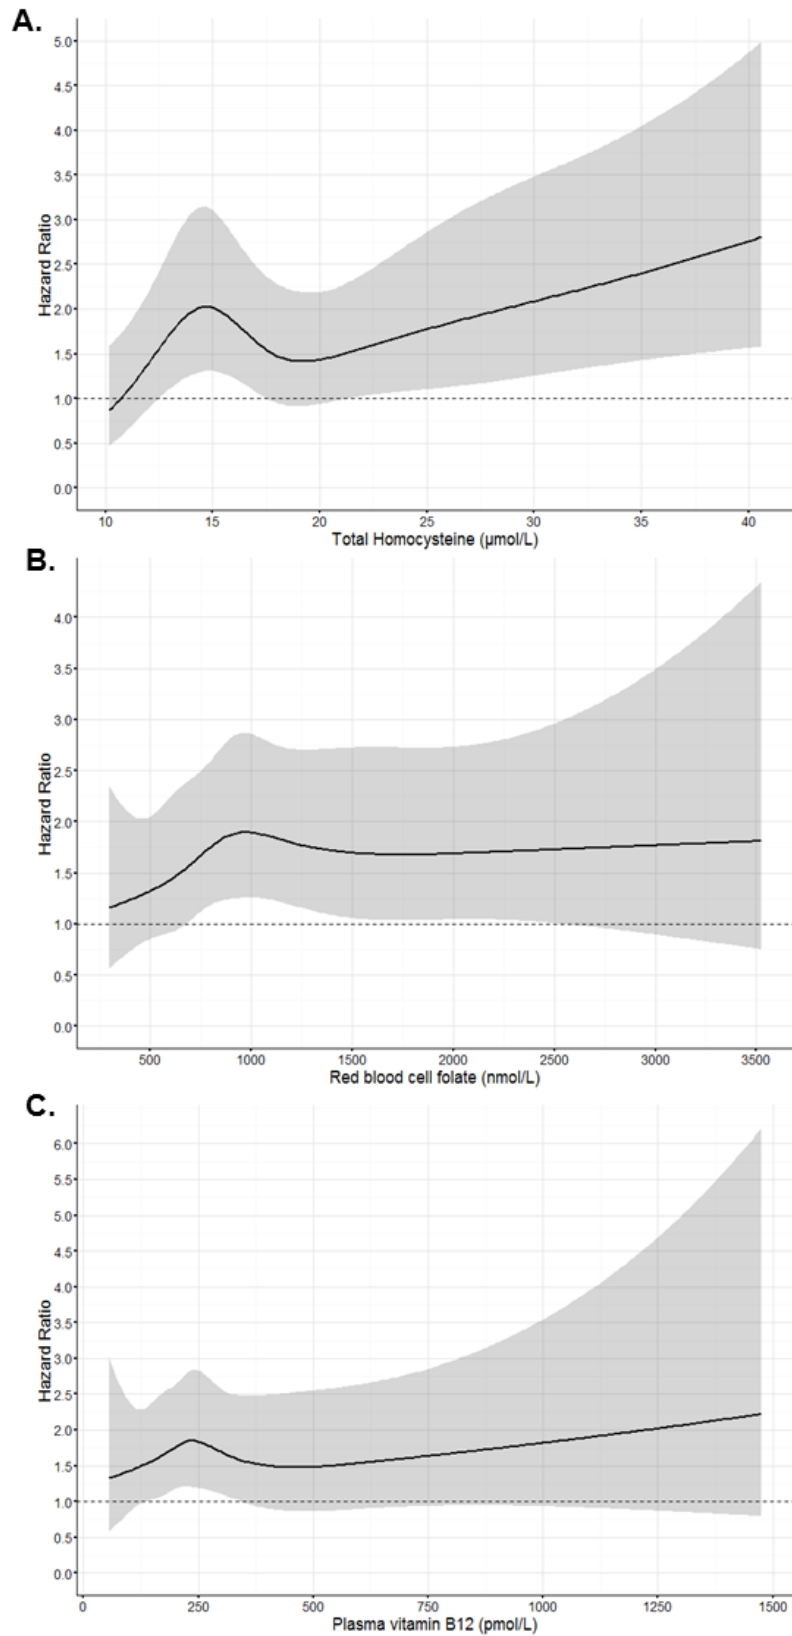 A.
Hazard Ratio
5.0
4.5
4.0
3.5
3.0
2.5
2.0
1.5
1.0
0.5
0.0
10 15 20 25 30 35 40
Total Homocysteine (µmol/L)
B.
Hazard Ratio
4.0
3.5
3.0
2.5
2.0
1.5
1.0
0.5
0.0
500 1000 1500 2000 2500 3000 3500
Red blood cell folate (nmol/L)
C.
Hazard Ratio
6.0
5.5
5.0
4.5
4.0
3.5
3.0
2.5
2.0
1.5
1.0
0.5
0.0
0 250 500 750 1000 1250 1500
Plasma vitamin B12 (pmol/L)